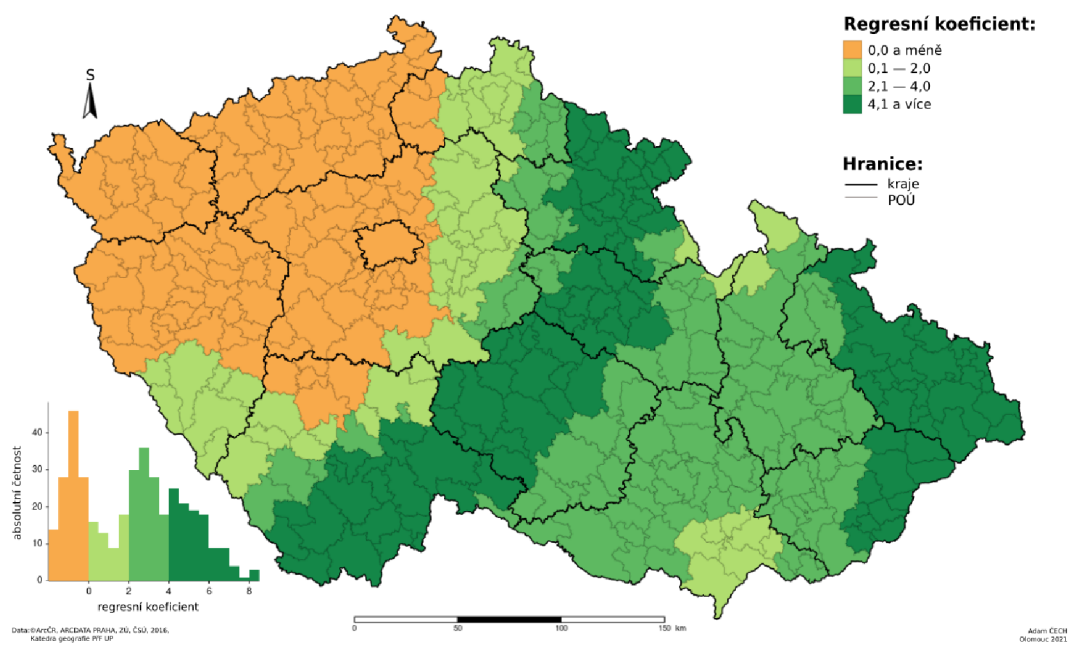 Regresní koeficient:
0,0 a méně
0,1 — 2,0
2,1 — 4,0
4,1 a více
S
Hranice:
kraje
POÚ
absolutní četnost
40
30
20
10
0
0 2 4 6 8
regresní koeficient
0 50 100 150 km
Data:©ArcČR, ARCDATA PRAHA, ZÚ, ČSÚ, 2016,
Katedra geografie PřF UP
Adam ČECH
Olomouc 2021